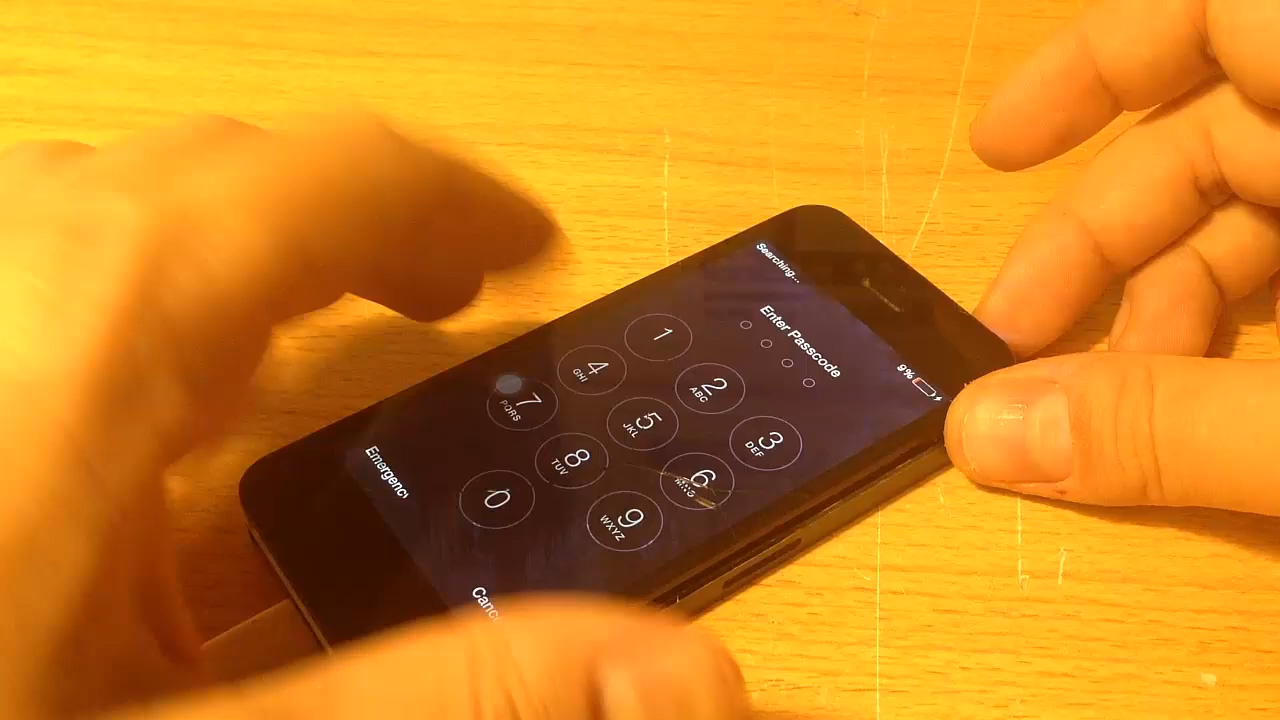 Searching...
9%
Enter Passcode
1
2
ABC
3
DEF
4
GHI
5
JKL
6
MNO
7
PQRS
8
TUV
9
WXYZ
0